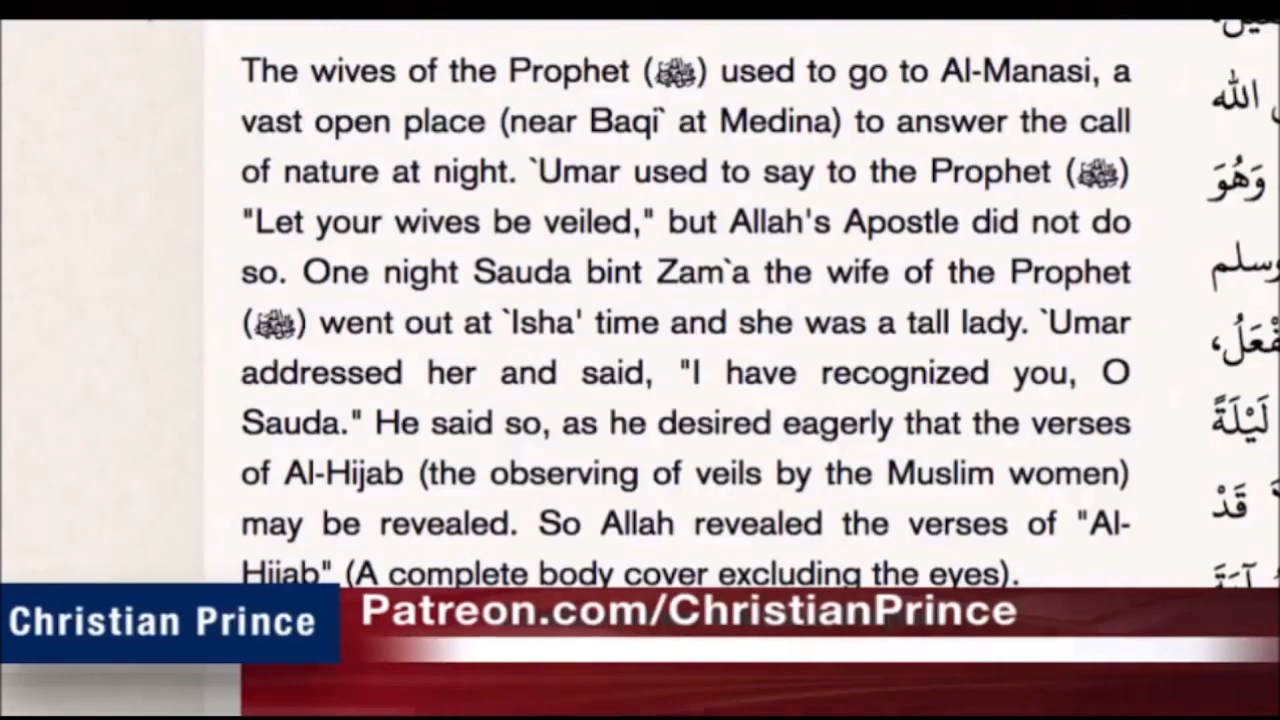 The wives of the Prophet (ﷺ) used to go to Al-Manasi, a
vast open place (near Baqi` at Medina) to answer the call
of nature at night. `Umar used to say to the Prophet (ﷺ)
"Let your wives be veiled," but Allah's Apostle did not do
so. One night Sauda bint Zam`a the wife of the Prophet
(ﷺ) went out at `Isha' time and she was a tall lady. `Umar
addressed her and said, "I have recognized you, O
Sauda." He said so, as he desired eagerly that the verses
of Al-Hijab (the observing of veils by the Muslim women)
may be revealed. So Allah revealed the verses of "Al-
Hijab" (A complete body cover excluding the eyes).
الله
وَهُوَ
وسلم
لَيْلَةً
قَدْ
Christian Prince
Patreon.com/ChristianPrince